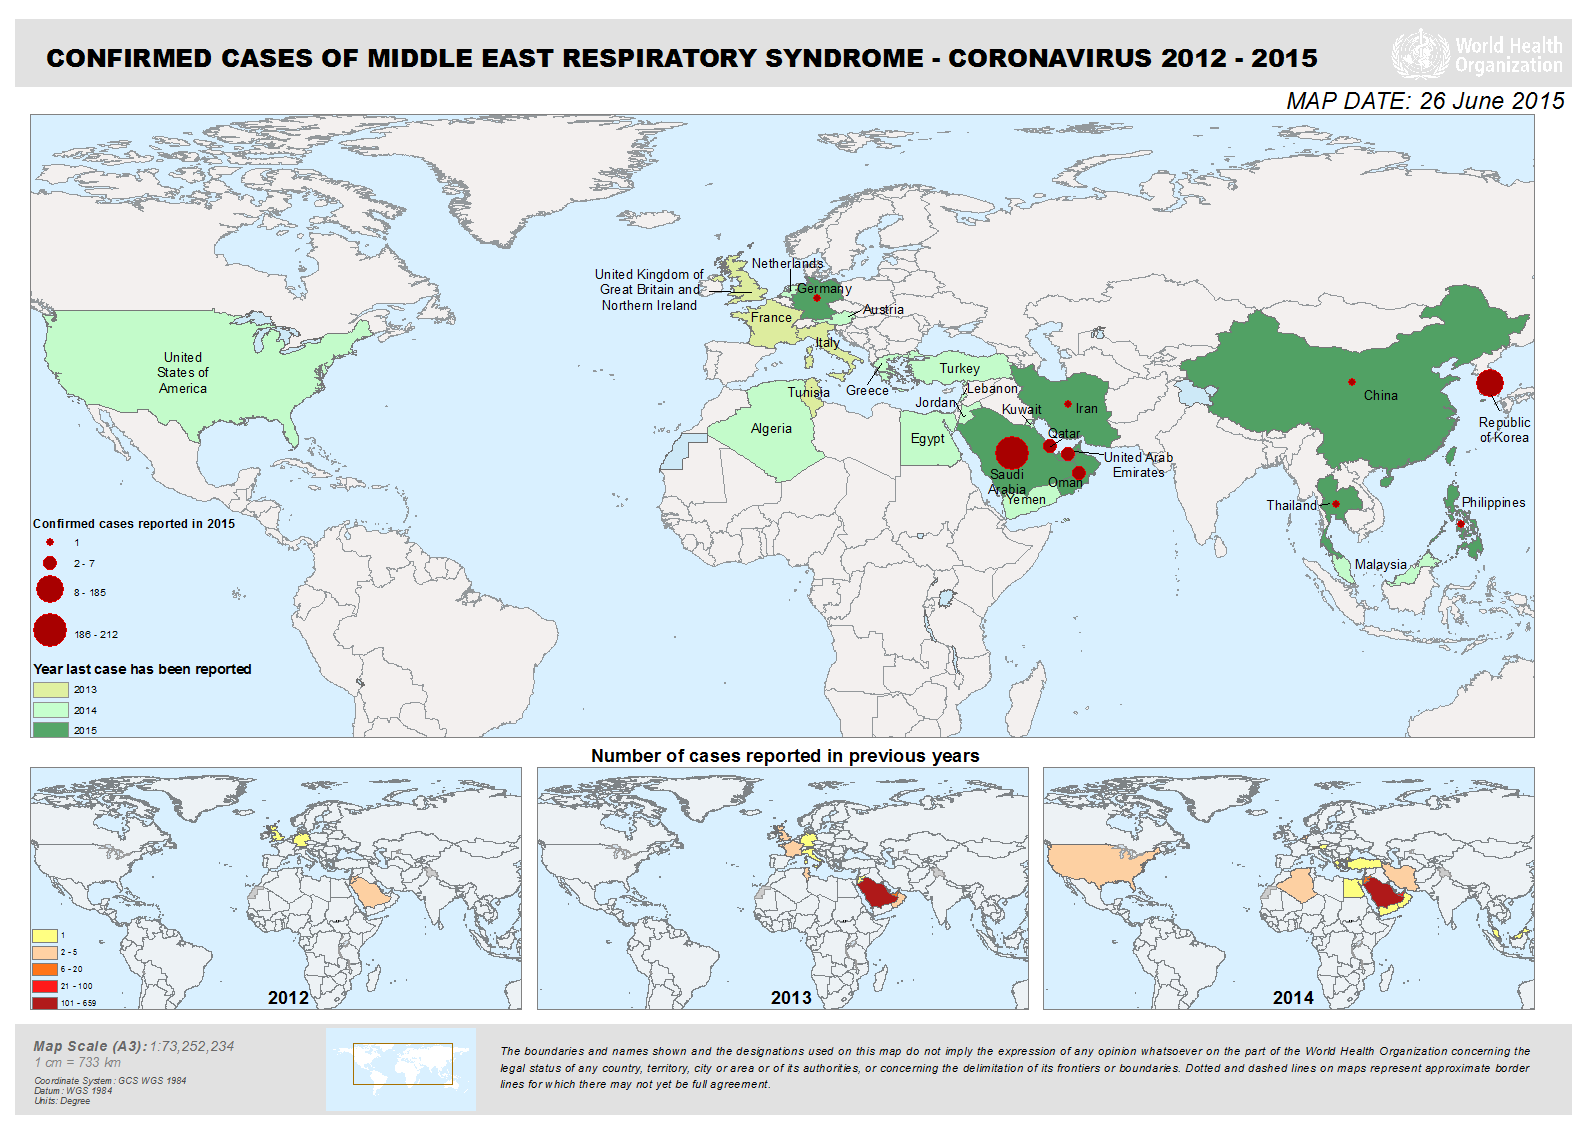 CONFIRMED CASES OF MIDDLE EAST RESPIRATORY SYNDROME - CORONAVIRUS 2012 - 2015
World Health
Organization
MAP DATE: 26 June 2015
Netherlands
United Kingdom of
Great Britain and
Northern Ireland
Germany
Austria
France
Italy
United
States of
America
Turkey
Tunisia
Greece
Lebanon
Jordan
Kuwait
Iran
China
Algeria
Egypt
Qatar
Republic
of Korea
United Arab
Emirates
Saudi
Arabia
Oman
Yemen
Thailand
Philippines
Malaysia
Confirmed cases reported in 2015
1
2 - 7
8 - 185
186 - 212
Year last case has been reported
2013
2014
2015
Number of cases reported in previous years
1
2 - 5
6 - 20
21 - 100
101 - 659
2012
2013
2014
Map Scale (A3): 1:73,252,234
1 cm = 733 km
Coordinate System: GCS WGS 1984
Datum: WGS 1984
Units: Degree
The boundaries and names shown and the designations used on this map do not imply the expression of any opinion whatsoever on the part of the World Health Organization concerning the
legal status of any country, territory, city or area or of its authorities, or concerning the delimitation of its frontiers or boundaries. Dotted and dashed lines on maps represent approximate border
lines for which there may not yet be full agreement.